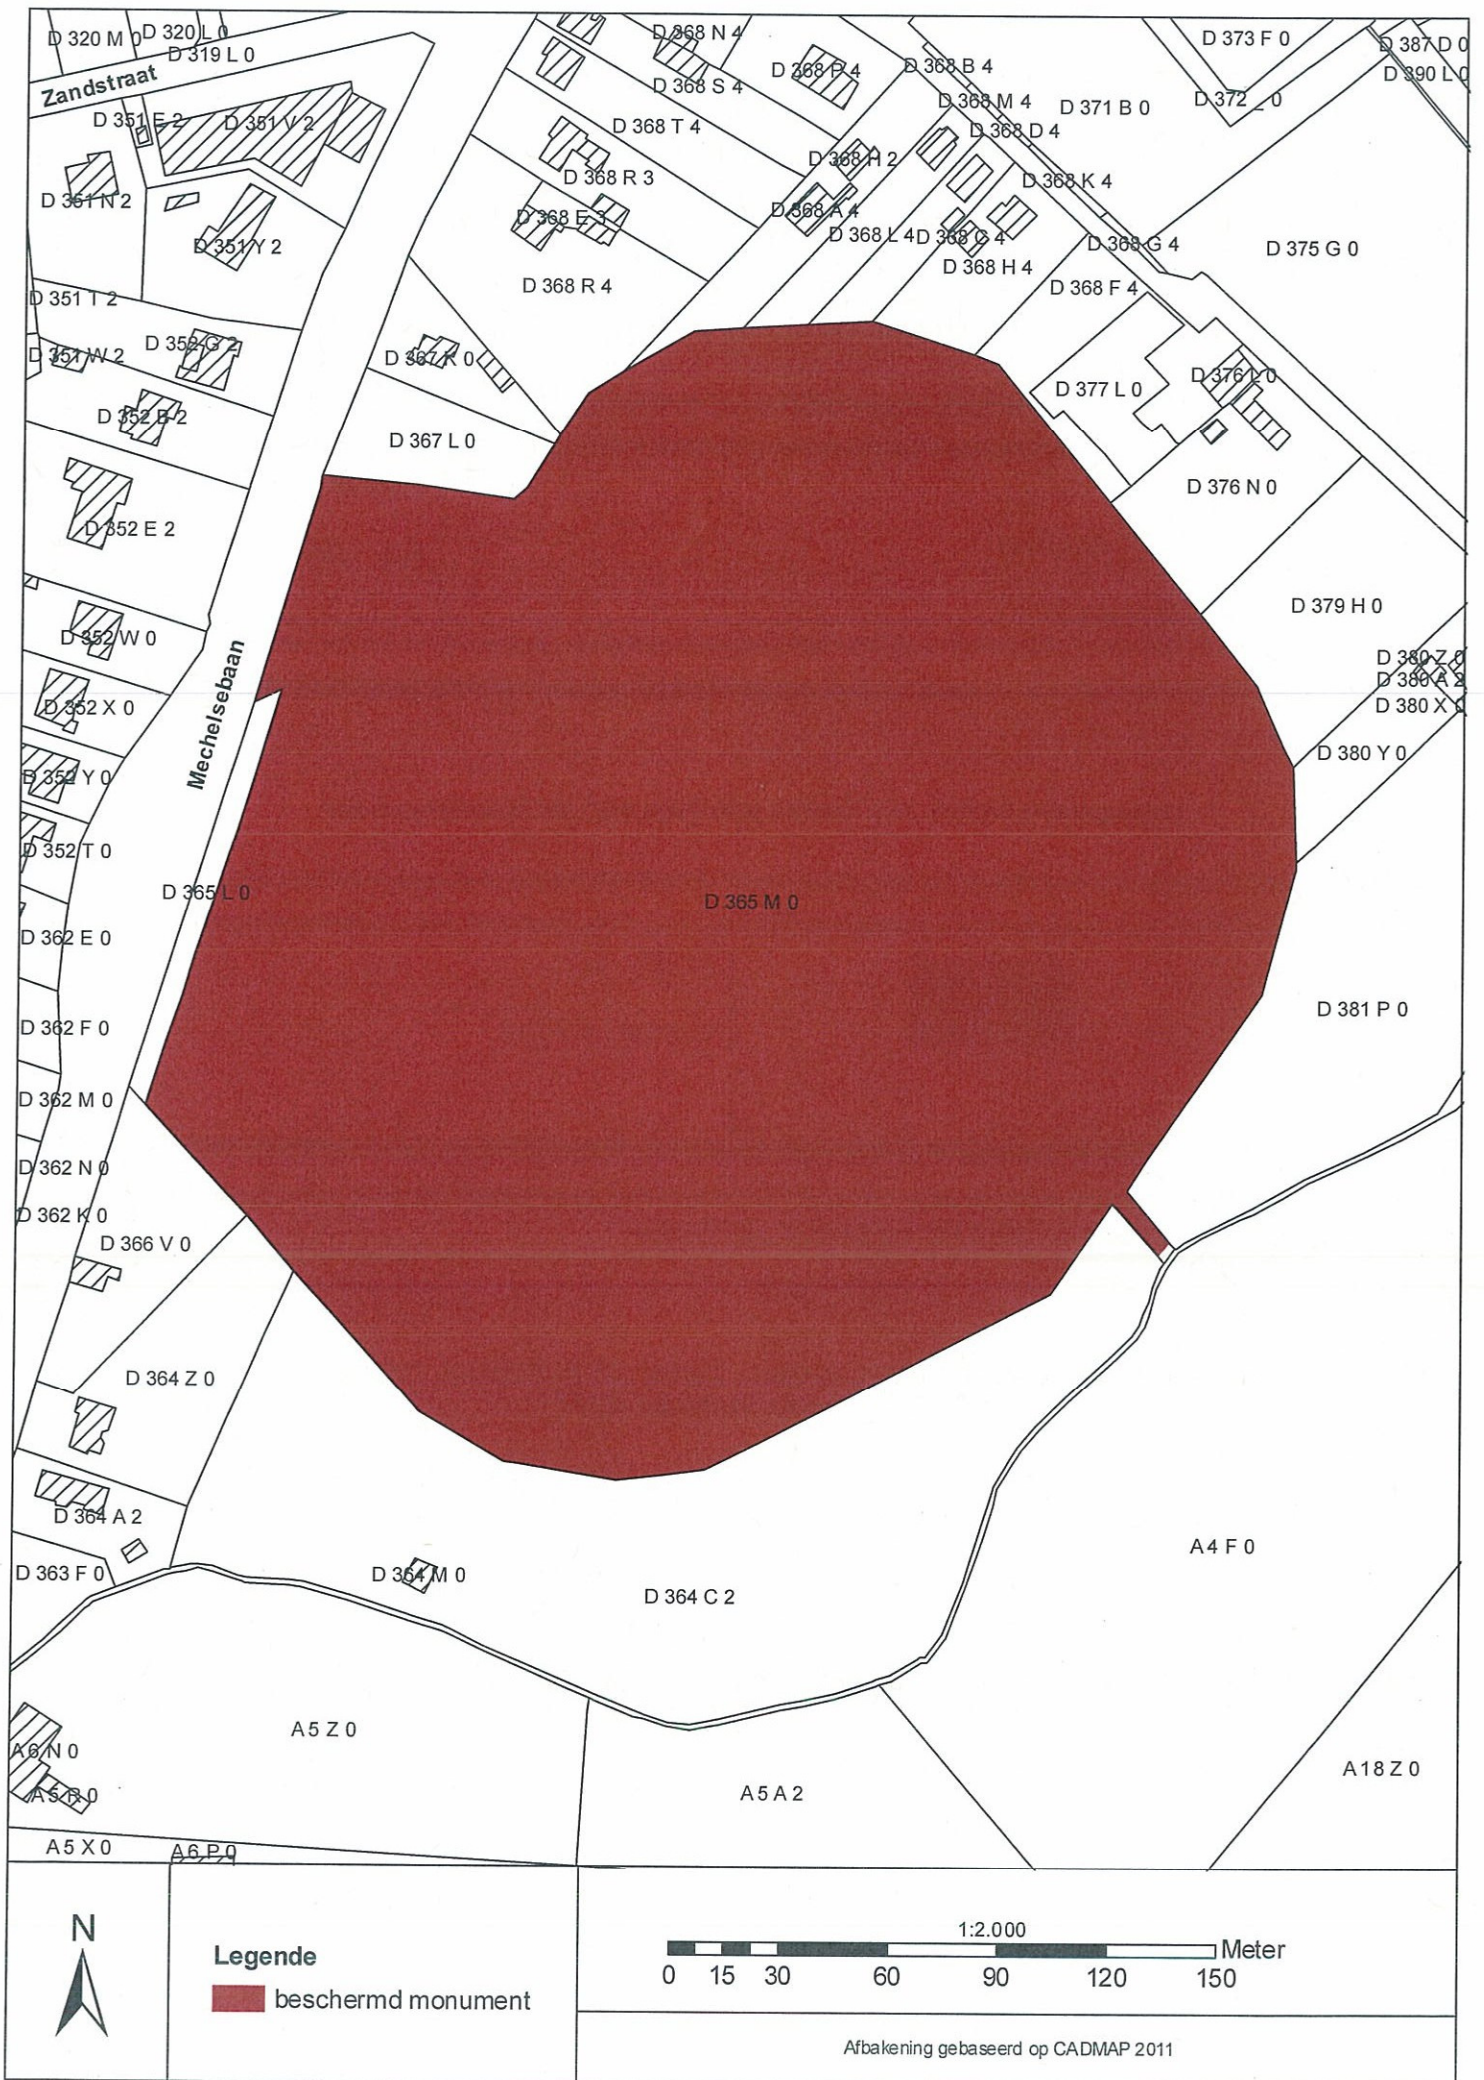 D 320 M 0
D 320 L 0
D 319 L 0
Zandstraat
D 351 E 2
D 351 V 2
D 351 N 2
D 351 Y 2
D 351 T 2
D 352 G 2
D 351 W 2
D 352 B 2
D 352 E 2
D 352 W 0
D 352 X 0
D 352 Y 0
D 352 T 0
Mechelsebaan
D 365 L 0
D 362 E 0
D 362 F 0
D 362 M 0
D 362 N 0
D 362 K 0
D 366 V 0
D 364 Z 0
D 364 A 2
D 363 F 0
D 368 N 4
D 368 S 4
D 368 P 4
D 368 T 4
D 368 R 3
D 368 E 3
D 368 R 4
D 367 K 0
D 367 L 0
D 368 B 4
D 368 M 4
D 368 D 4
D 368 H 2
D 368 K 4
D 368 A 4
D 368 L 4
D 368 C 4
D 368 H 4
D 368 G 4
D 368 F 4
D 371 B 0
D 372 _ 0
D 373 F 0
D 387 D 0
D 390 L 0
D 375 G 0
D 377 L 0
D 376 L 0
D 376 N 0
D 379 H 0
D 380 Z 0
D 380 A 2
D 380 X 0
D 380 Y 0
D 365 M 0
D 381 P 0
D 364 M 0
D 364 C 2
A 4 F 0
A 5 Z 0
A 6 N 0
A 5 R 0
A 5 X 0
A 6 P 0
A 5 A 2
A 18 Z 0
N
Legende
beschermd monument
1:2.000
Meter
0 15 30 60 90 120 150
Afbakening gebaseerd op CADMAP 2011